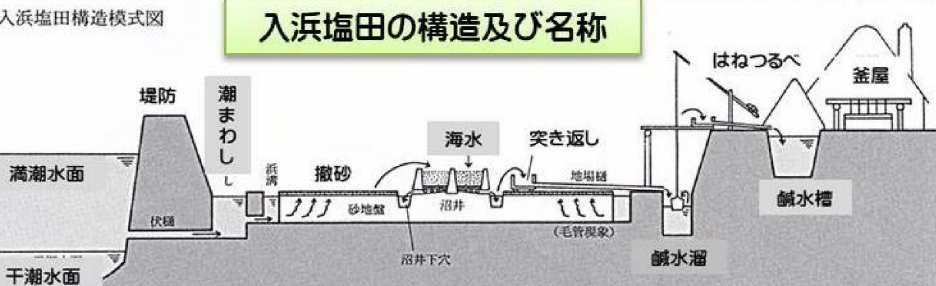 入浜塩田構造模式図
入浜塩田の構造及び名称
堤防
潮まわし
し
浜溝
撒砂
海水
突き返し
はねつるべ
釜屋
満潮水面
伏樋
砂地盤
沼井
地場樋
(毛管現象)
沼井下穴
鹹水溜
鹹水槽
干潮水面